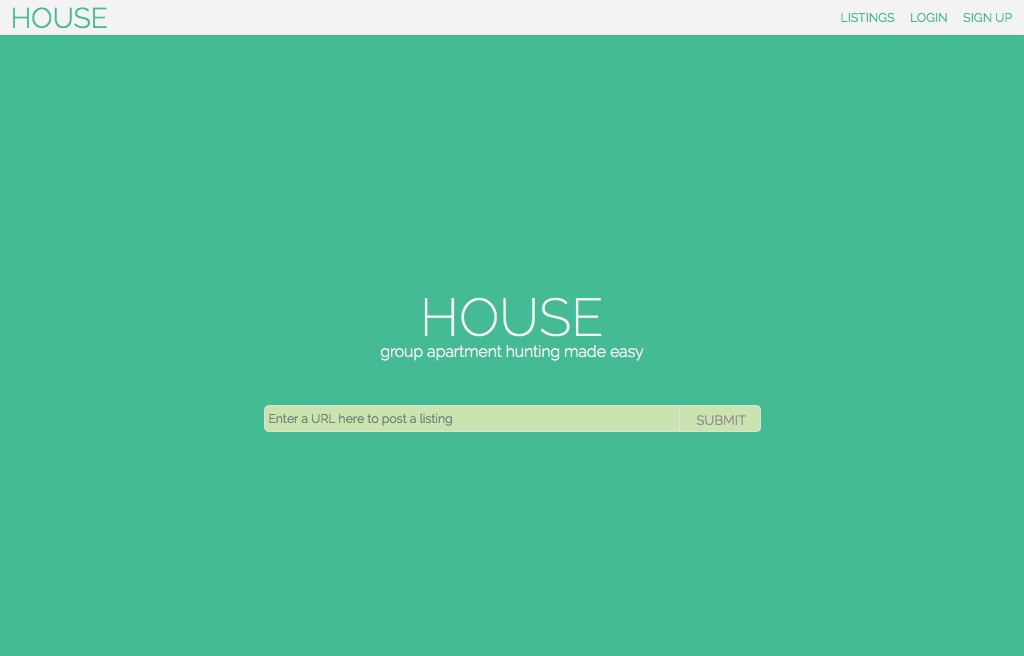 HOUSE LISTINGS LOGIN SIGN UP
HOUSE
group apartment hunting made easy
Enter a URL here to post a listing SUBMIT